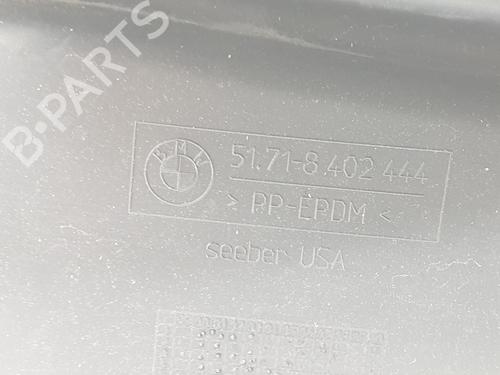 B-PARTS
BMW
51.71-8 402 444
> PP-EPDM <
seeber USA